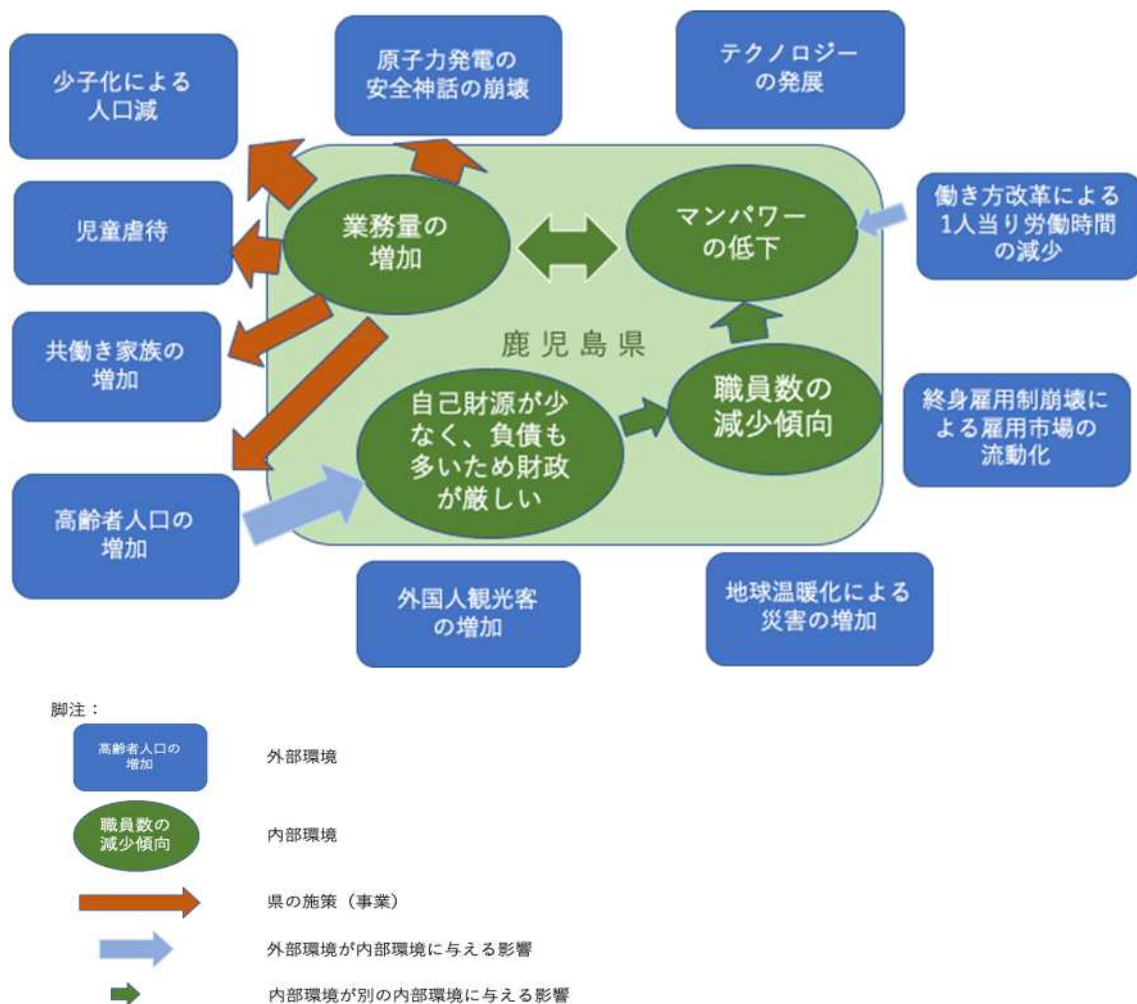 少子化による
人口減
原子力発電の
安全神話の崩壊
テクノロジー
の発展
児童虐待
業務量の
増加
マンパワー
の低下
働き方改革による
1人当り労働時間
の減少
共働き家族の
増加
鹿児島県
自己財源が少
なく、負債も
多いため財政
が厳しい
職員数の
減少傾向
終身雇用制崩壊に
よる雇用市場の
流動化
高齢者人口の
増加
外国人観光客
の増加
地球温暖化による
災害の増加
脚注：
高齢者人口の
増加
外部環境
職員数の
減少傾向
内部環境
県の施策（事業）
外部環境が内部環境に与える影響
内部環境が別の内部環境に与える影響